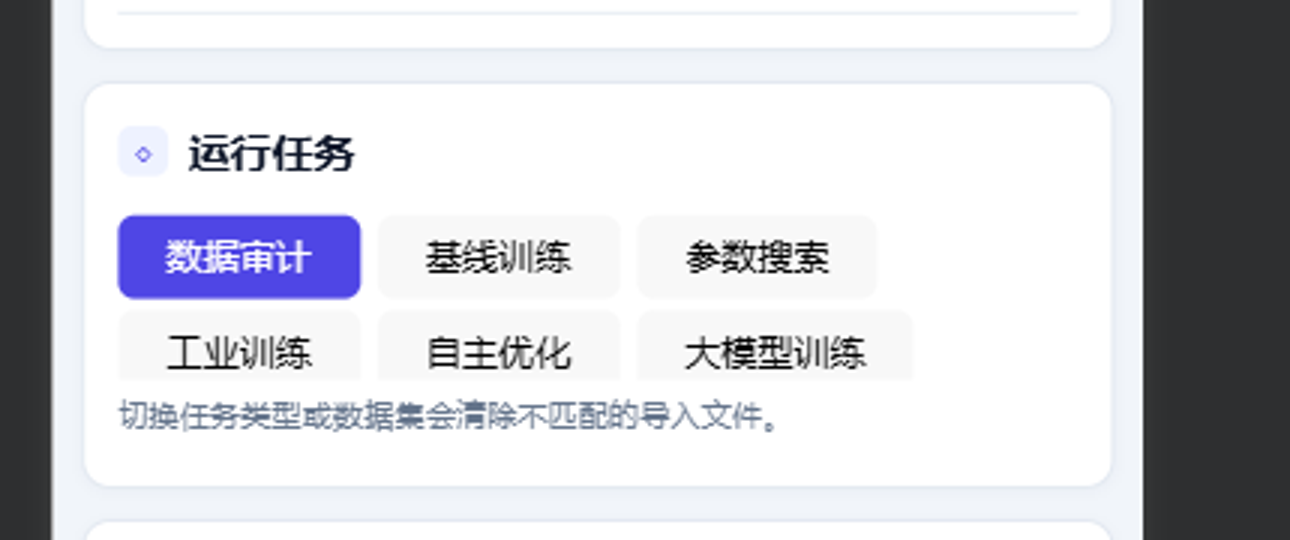 运行任务
数据审计 基线训练 参数搜索
工业训练 自主优化 大模型训练
切换任务类型或数据集会清除不匹配的导入文件。